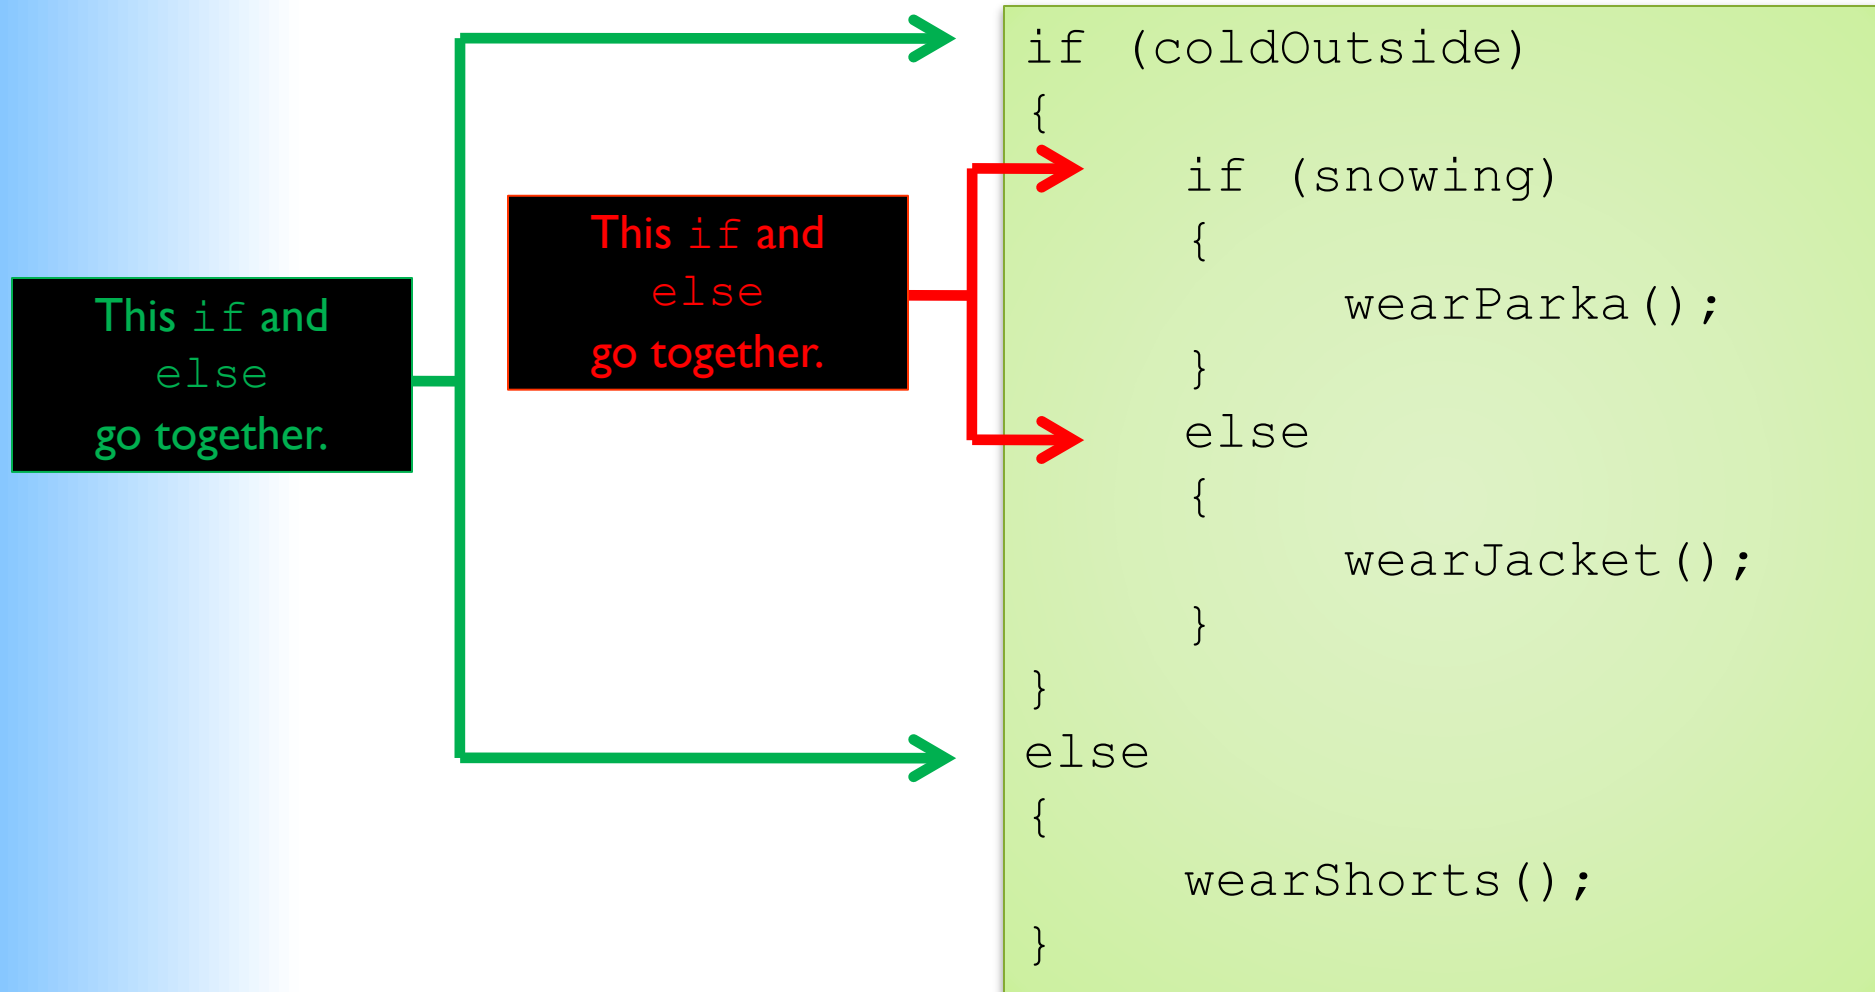 This if and
else
go together.
This if and
else
go together.
if (coldOutside)
{
if (snowing)
{
wearParka();
}
else
{
wearJacket();
}
}
else
{
wearShorts();
}